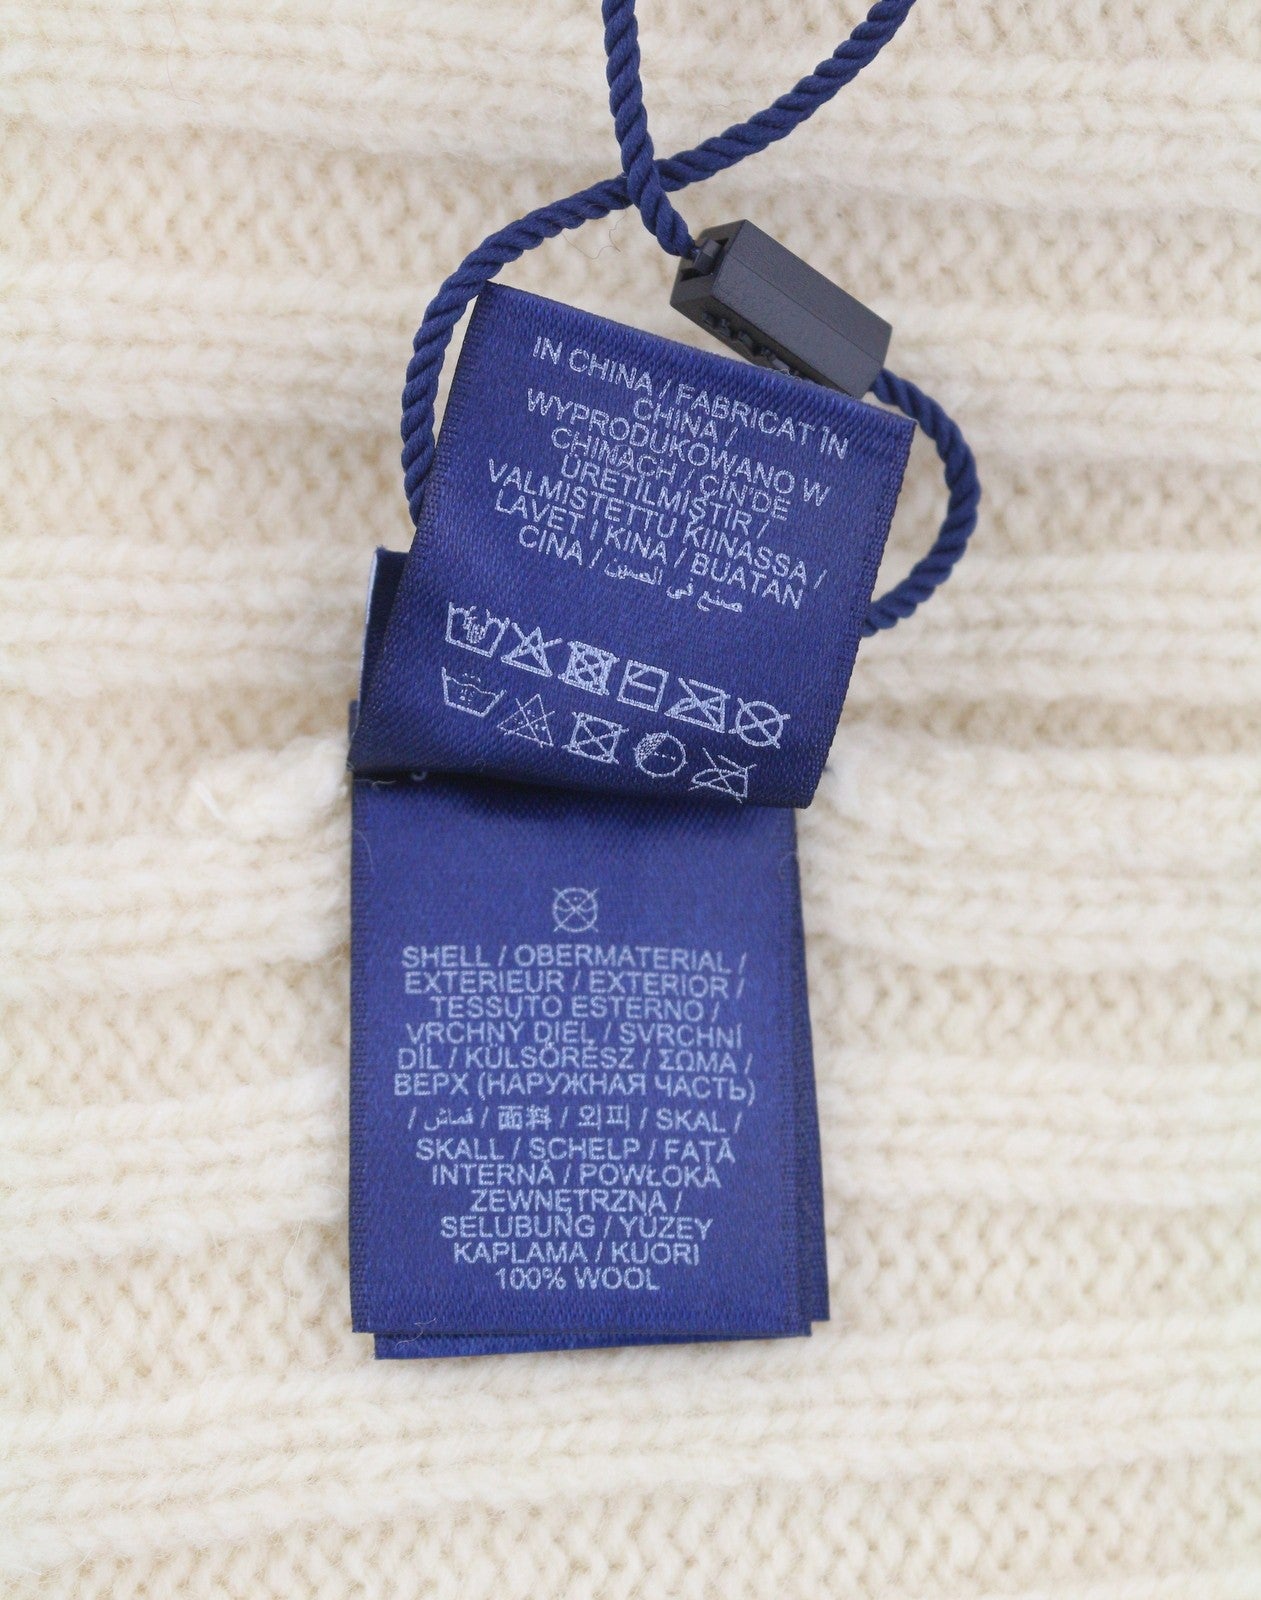 IN CHINA / FABRICAT ÎN
CHINA /
WYPRODUKOWANO W
CHINACH / ÇİN'DE
ÜRETİLMİŞTİR /
VALMISTETTU KIINASSA /
LAVET I KINA / BUATAN
CINA / صنع في الصين
SHELL / OBERMATERIAL /
EXTERIEUR / EXTERIOR /
TESSUTO ESTERNO /
VRCHNÝ DIEL / SVRCHNÍ
DÍL / KÜLSŐRÉSZ / ΣΩΜΑ /
ВЕРХ (НАРУЖНАЯ ЧАСТЬ)
/ قماش / 面料 / 외피 / SKAL /
SKALL / SCHELP / FAȚĂ
INTERNĂ / POWŁOKA
ZEWNĘTRZNA /
SELUBUNG / YÜZEY
KAPLAMA / KUORI
100% WOOL